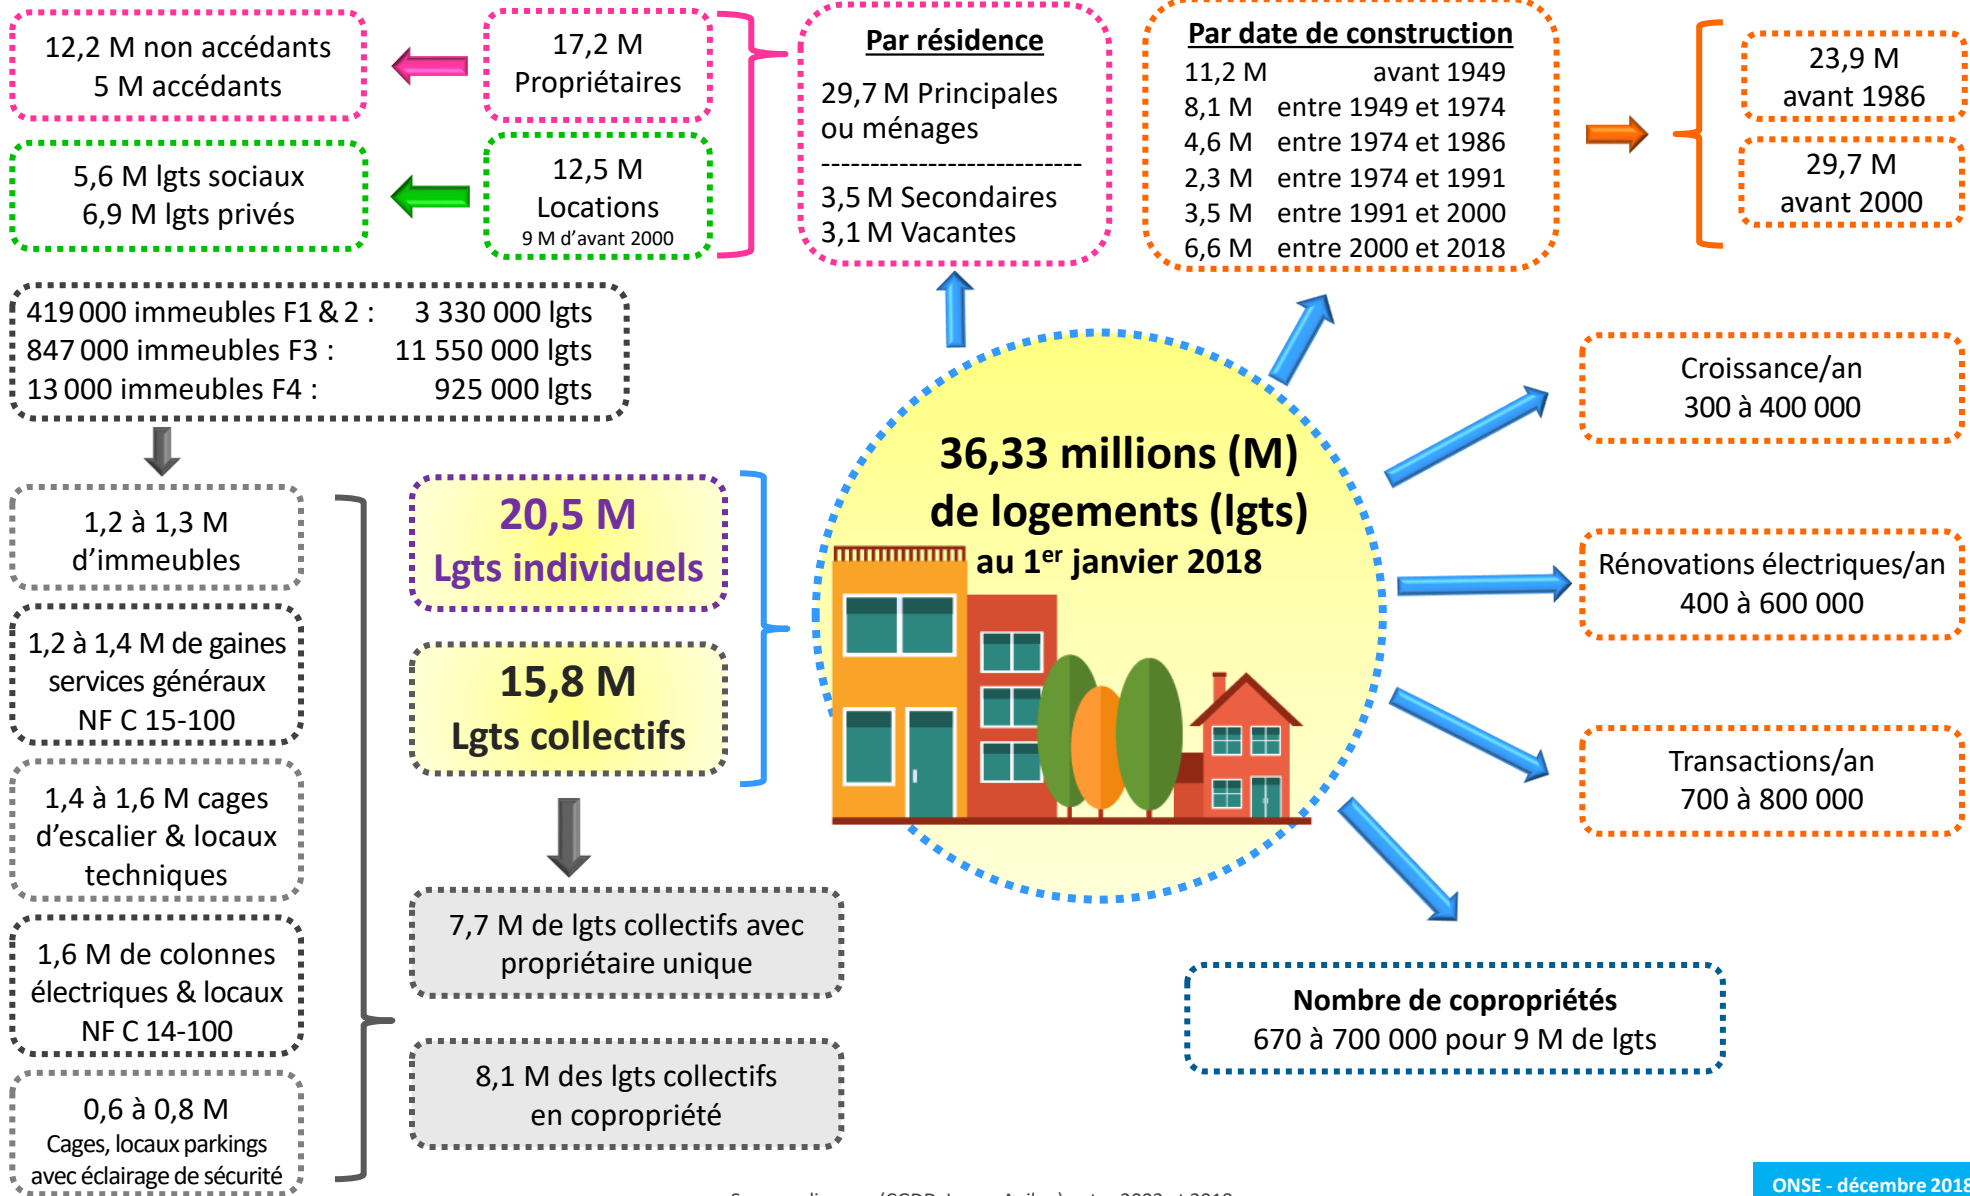 12,2 M non accédants
5 M accédants
17,2 M
Propriétaires
5,6 M lgts sociaux
6,9 M lgts privés
12,5 M
Locations
9 M d’avant 2000
Par résidence
29,7 M Principales
ou ménages
---------------------------
3,5 M Secondaires
3,1 M Vacantes
Par date de construction
11,2 M avant 1949
8,1 M entre 1949 et 1974
4,6 M entre 1974 et 1986
2,3 M entre 1974 et 1991
3,5 M entre 1991 et 2000
6,6 M entre 2000 et 2018
23,9 M
avant 1986
29,7 M
avant 2000
419 000 immeubles F1 & 2 : 3 330 000 lgts
847 000 immeubles F3 : 11 550 000 lgts
13 000 immeubles F4 : 925 000 lgts
1,2 à 1,3 M
d’immeubles
1,2 à 1,4 M de gaines
services généraux
NF C 15-100
1,4 à 1,6 M cages
d’escalier & locaux
techniques
1,6 M de colonnes
électriques & locaux
NF C 14-100
0,6 à 0,8 M
Cages, locaux parkings
avec éclairage de sécurité
20,5 M
Lgts individuels
15,8 M
Lgts collectifs
7,7 M de lgts collectifs avec
propriétaire unique
8,1 M des lgts collectifs
en copropriété
36,33 millions (M)
de logements (lgts)
au 1er janvier 2018
Croissance/an
300 à 400 000
Rénovations électriques/an
400 à 600 000
Transactions/an
700 à 800 000
Nombre de copropriétés
670 à 700 000 pour 9 M de lgts
ONSE - décembre 2018